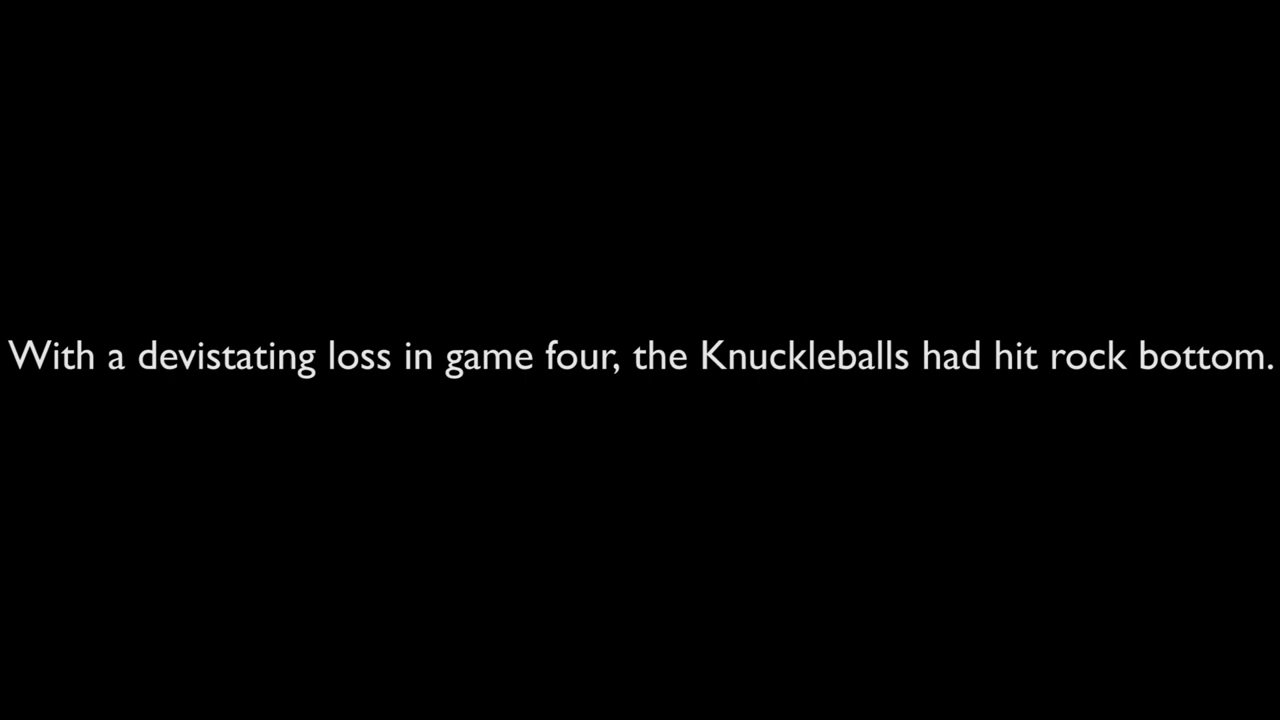 With a devistating loss in game four, the Knuckleballs had hit rock bottom.